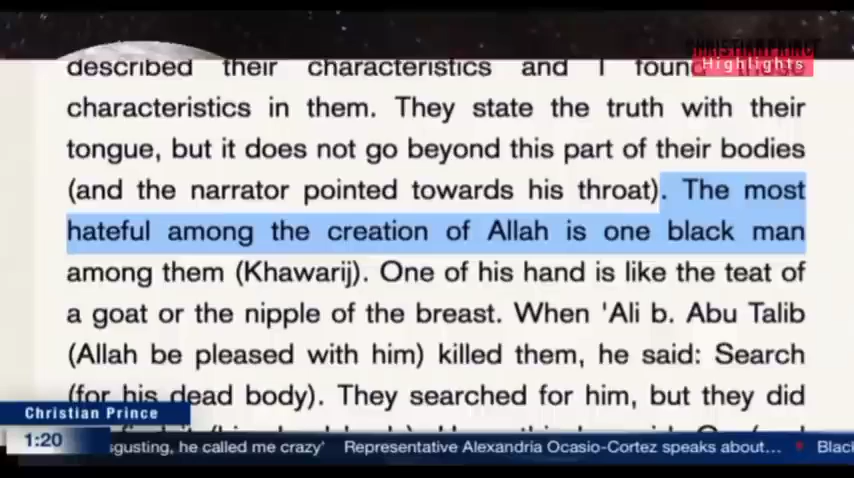 CHRISTIAN PRINCE
Highlights
described their characteristics and I found
characteristics in them. They state the truth with their
tongue, but it does not go beyond this part of their bodies
(and the narrator pointed towards his throat). The most
hateful among the creation of Allah is one black man
among them (Khawarij). One of his hand is like the teat of
a goat or the nipple of the breast. When 'Ali b. Abu Talib
(Allah be pleased with him) killed them, he said: Search
(for his dead body). They searched for him, but they did
Christian Prince
1:20
sgusting, he called me crazy' Representative Alexandria Ocasio-Cortez speaks about... • Black